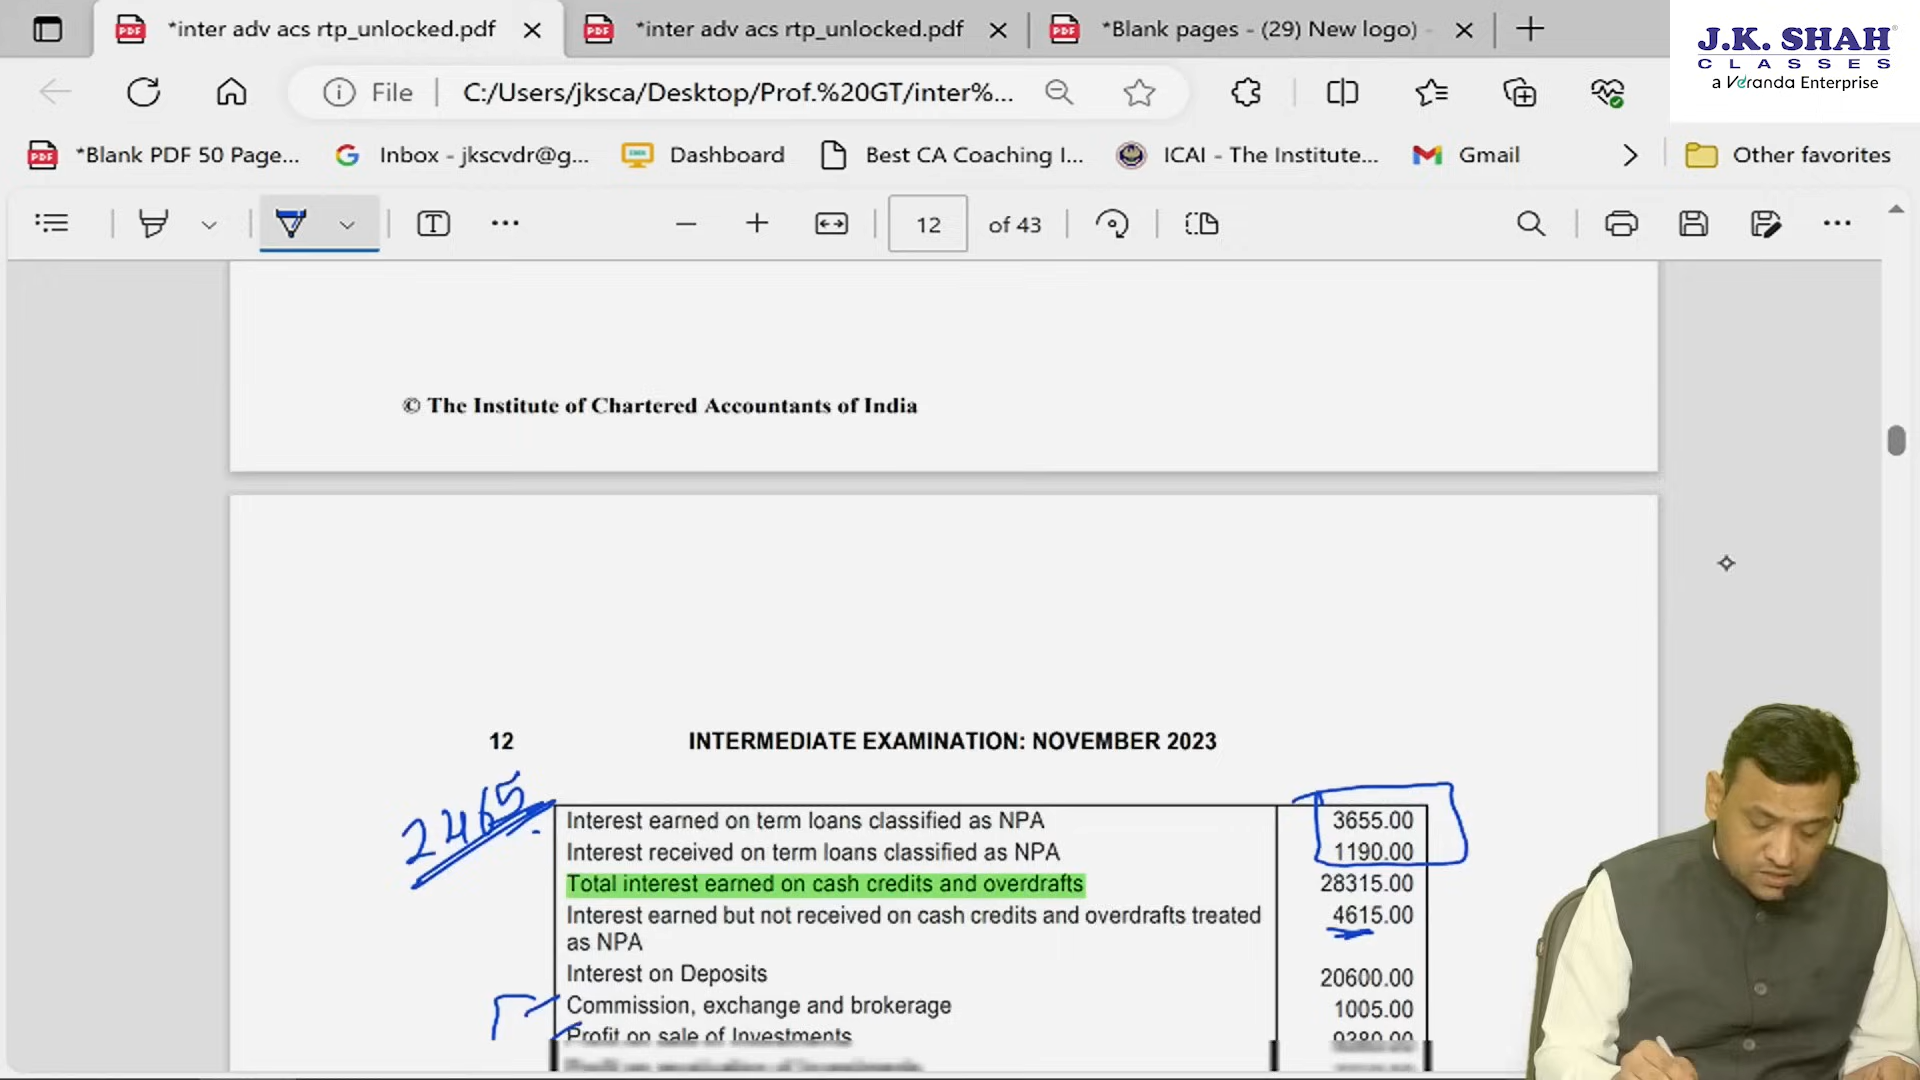 *inter adv acs rtp_unlocked.pdf
*inter adv acs rtp_unlocked.pdf
*Blank pages - (29) New logo) -
J.K. SHAH
CLASSES
a Veranda Enterprise
File
C:/Users/jksca/Desktop/Prof.%20GT/inter%...
*Blank PDF 50 Page...
Inbox - jkscvdr@g...
Dashboard
Best CA Coaching I...
ICAI - The Institute...
Gmail
Other favorites
12 of 43
© The Institute of Chartered Accountants of India
12 INTERMEDIATE EXAMINATION: NOVEMBER 2023
2465
Interest earned on term loans classified as NPA 3655.00
Interest received on term loans classified as NPA 1190.00
Total interest earned on cash credits and overdrafts 28315.00
Interest earned but not received on cash credits and overdrafts treated 4615.00
as NPA
Interest on Deposits 20600.00
Commission, exchange and brokerage 1005.00
Profit on sale of Investments